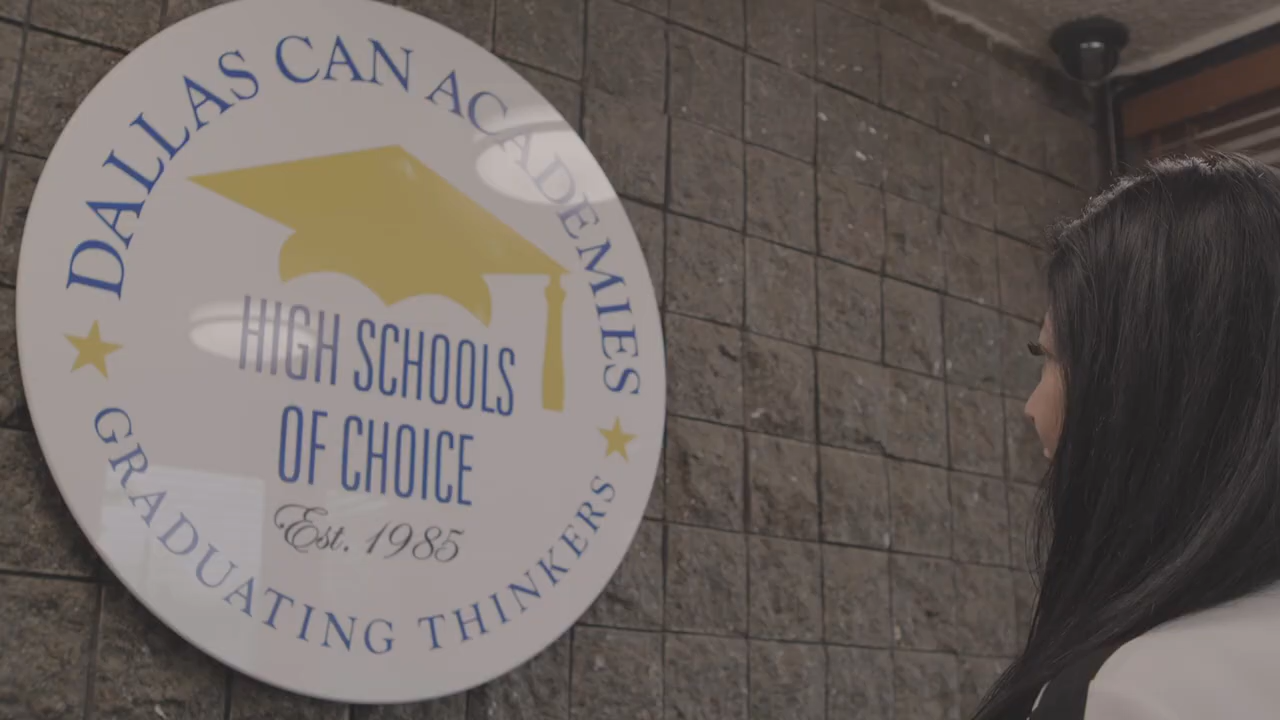 DALLAS CAN ACADEMIES
HIGH SCHOOLS
OF CHOICE
Est. 1985
GRADUATING THINKERS